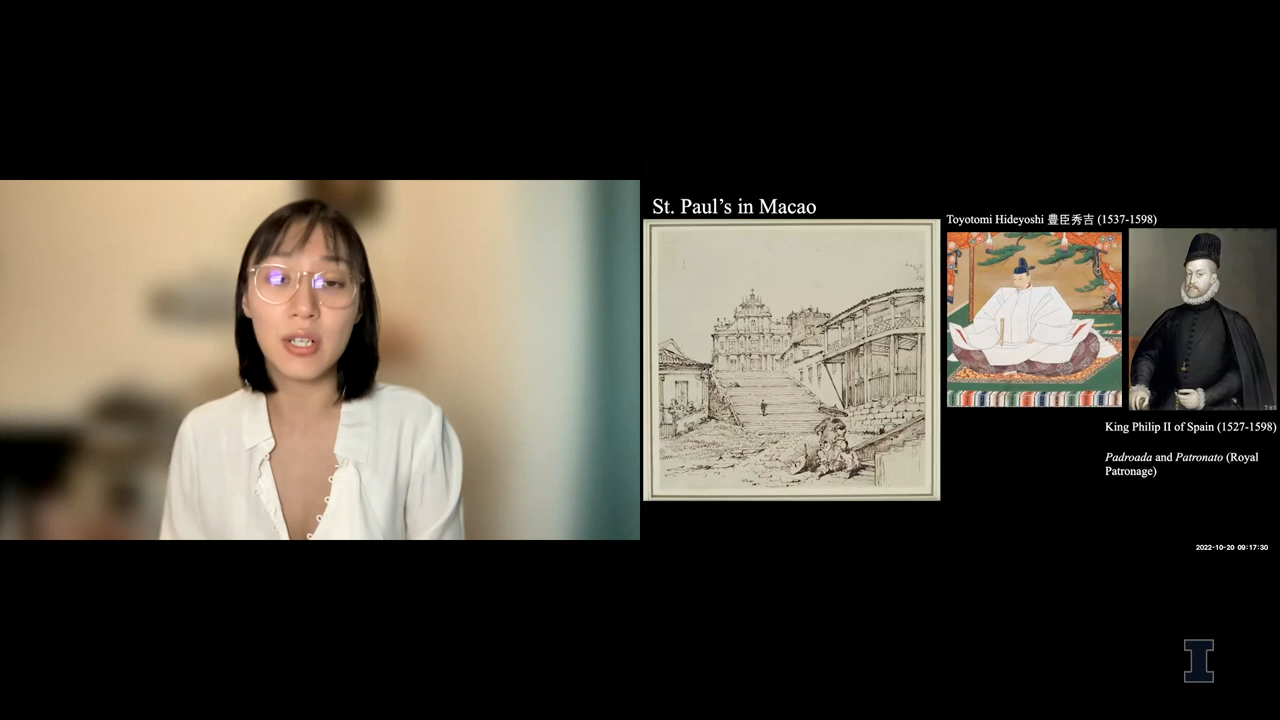 St. Paul’s in Macao
Toyotomi Hideyoshi 豊臣秀吉 (1537-1598)
King Philip II of Spain (1527-1598)
Padroada and Patronato (Royal
Patronage)
2022-10-20 09:17:30
I